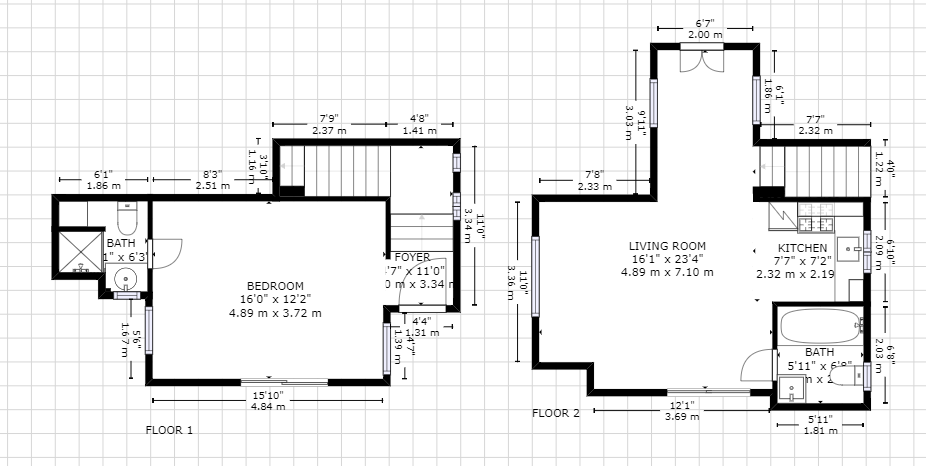 7'9"
2.37 m
4'8"
1.41 m
6'1"
1.86 m
8'3"
2.51 m
3'10"
1.16 m
11'0"
3.34 m
BATH
1" x 6'3"
FOYER
'7" x 11'0"
0 m x 3.34 m
BEDROOM
16'0" x 12'2"
4.89 m x 3.72 m
5'6"
1.67 m
4'4"
1.31 m
4'7"
1.39 m
15'10"
4.84 m
FLOOR 1
6'7"
2.00 m
9'11"
3.03 m
6'1"
1.86 m
7'7"
2.32 m
4'0"
1.22 m
7'8"
2.33 m
11'0"
3.36 m
LIVING ROOM
16'1" x 23'4"
4.89 m x 7.10 m
KITCHEN
7'7" x 7'2"
2.32 m x 2.19
6'10"
2.09 m
BATH
5'11" x 6'8"
m x 2
6'8"
2.03 m
12'1"
3.69 m
5'11"
1.81 m
FLOOR 2